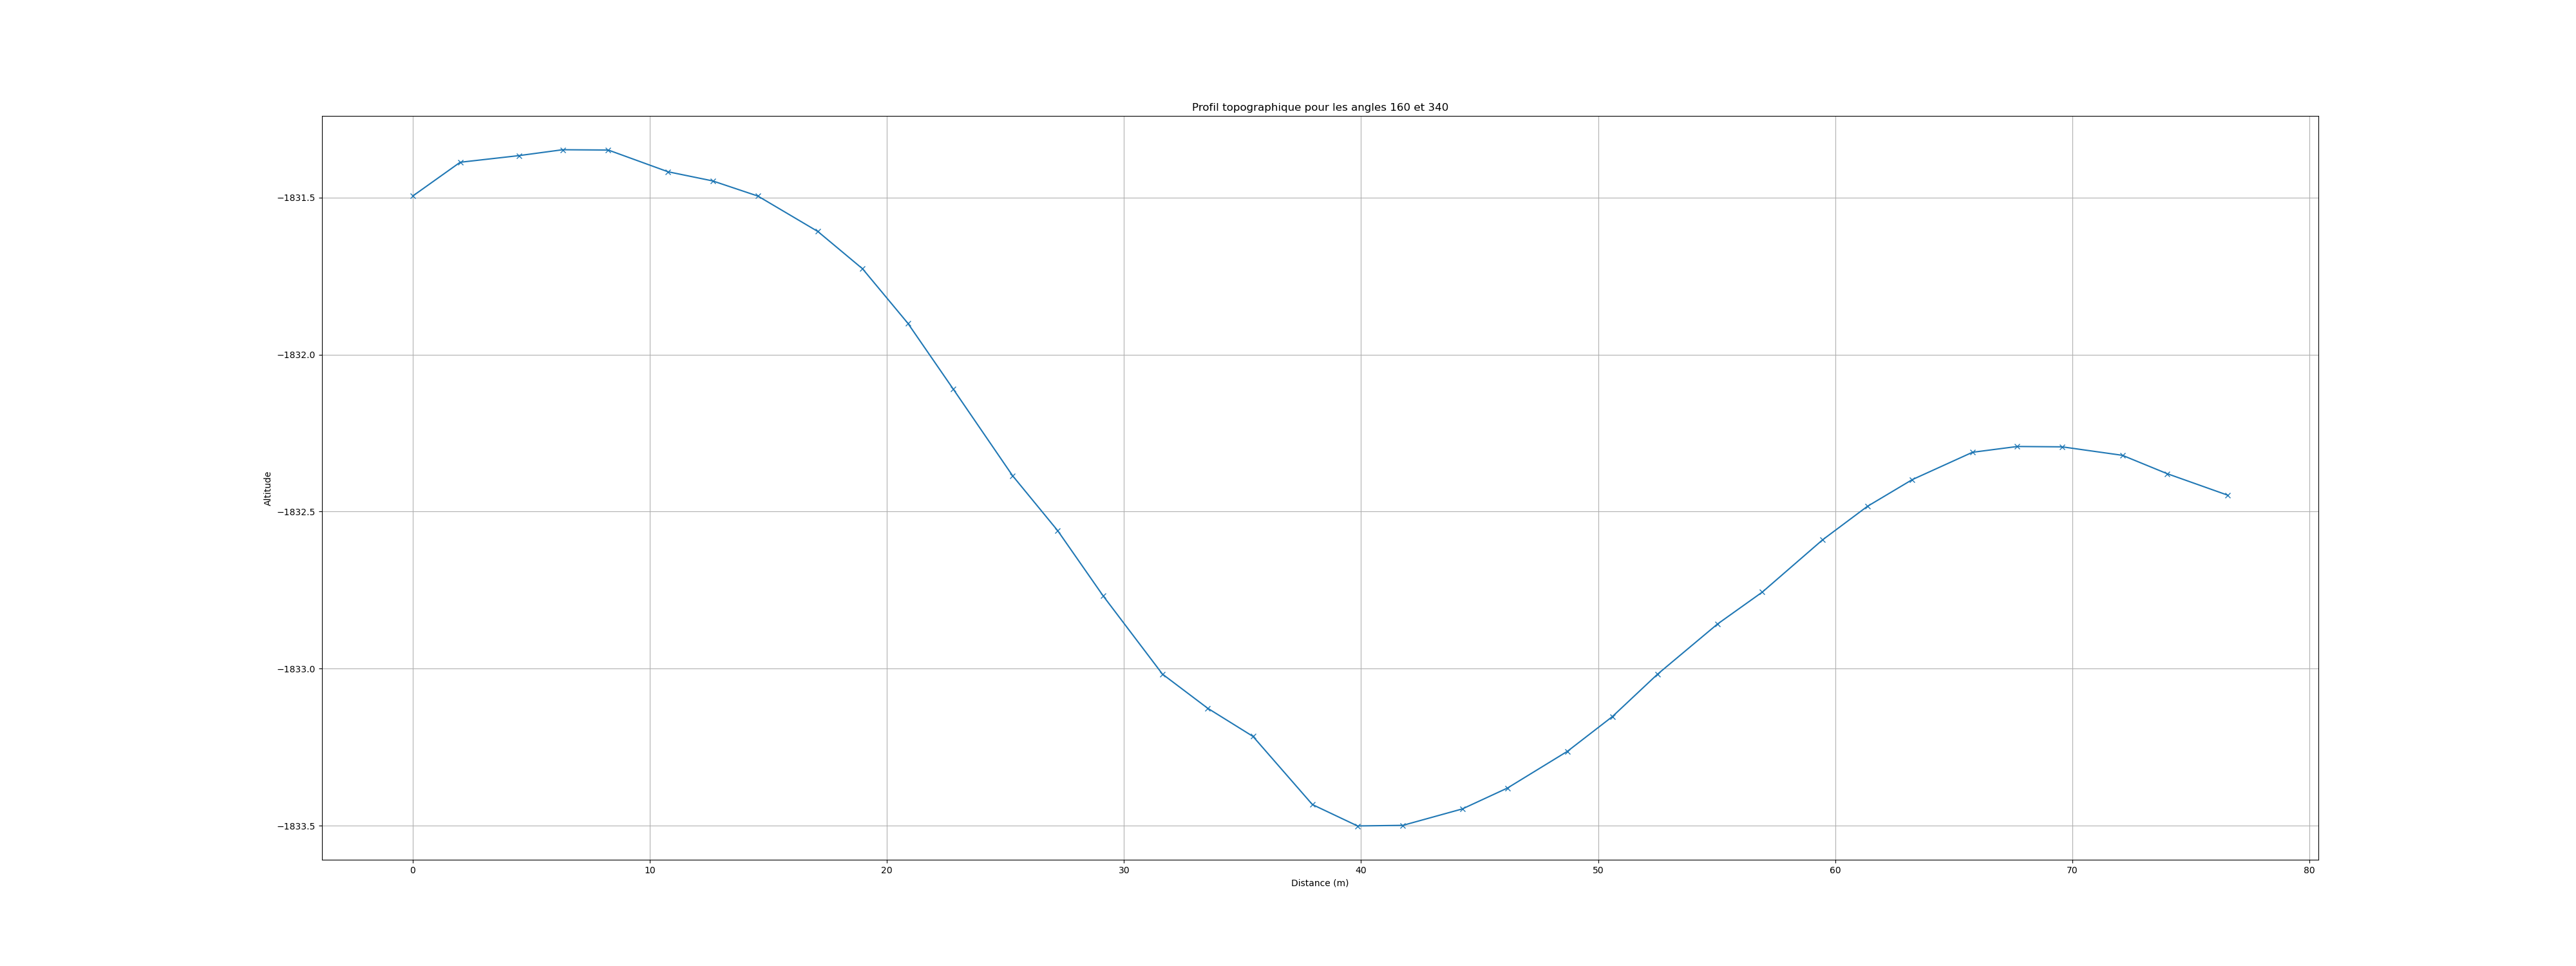 Profil topographique pour les angles 160 et 340
Altitude
−1831.5
−1832.0
−1832.5
−1833.0
−1833.5
0 10 20 30 40 50 60 70 80
Distance (m)